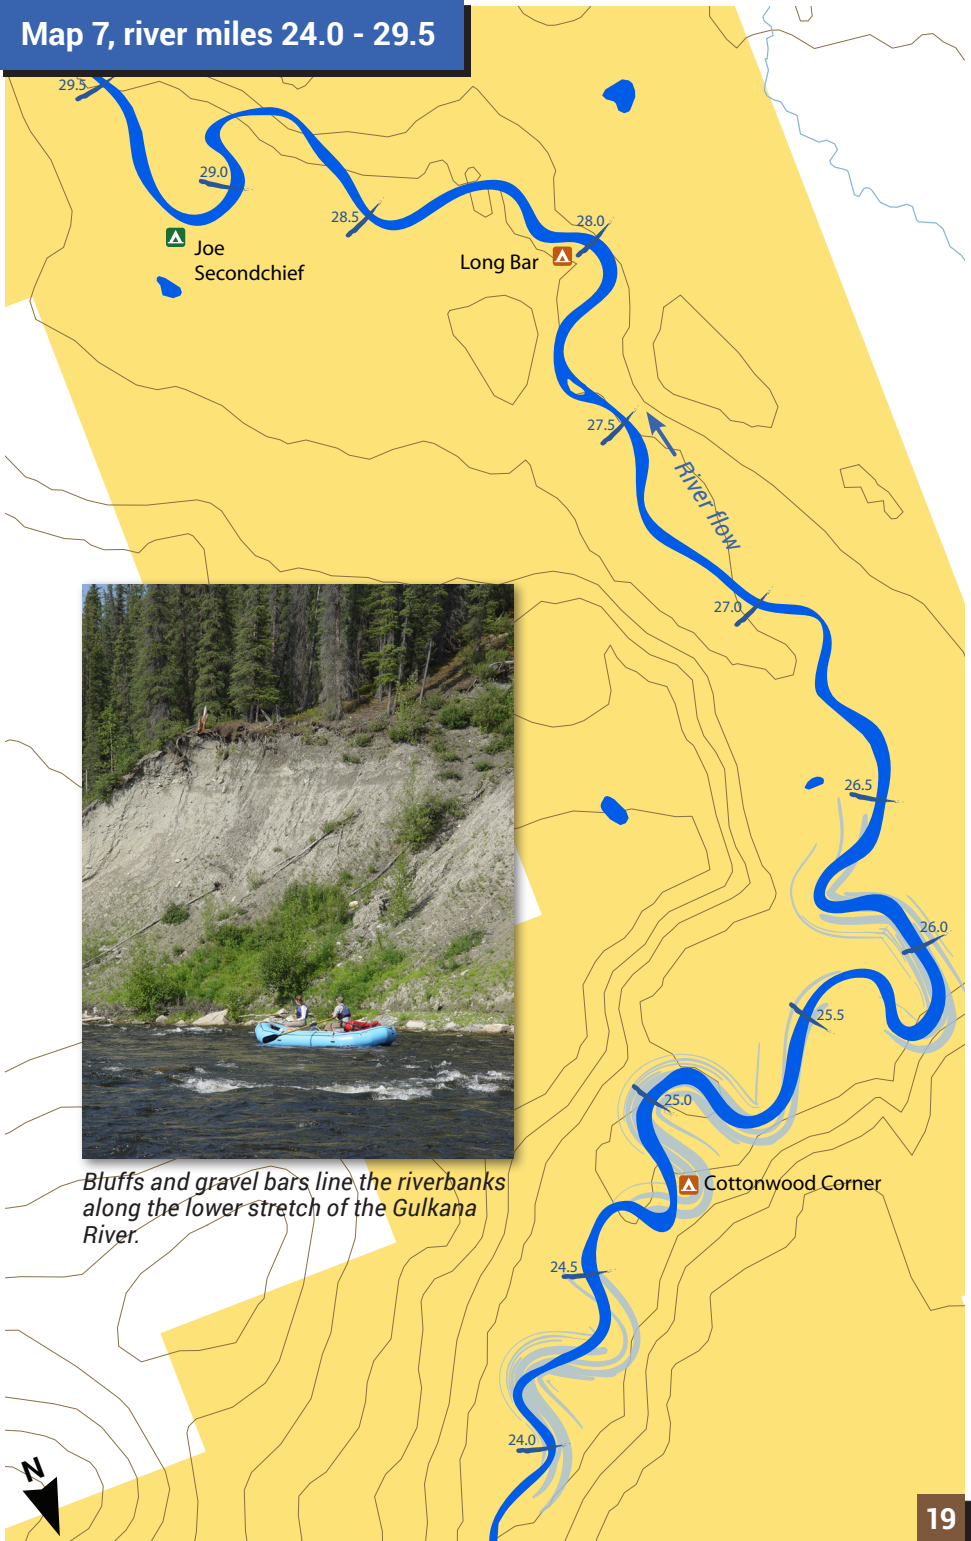 Map 7, river miles 24.0 - 29.5
29.5
29.0
28.5
28.0
Joe
Secondchief
Long Bar
27.5
River flow
27.0
26.5
26.0
25.5
25.0
Cottonwood Corner
Bluffs and gravel bars line the riverbanks
along the lower stretch of the Gulkana
River.
24.5
24.0
N
19